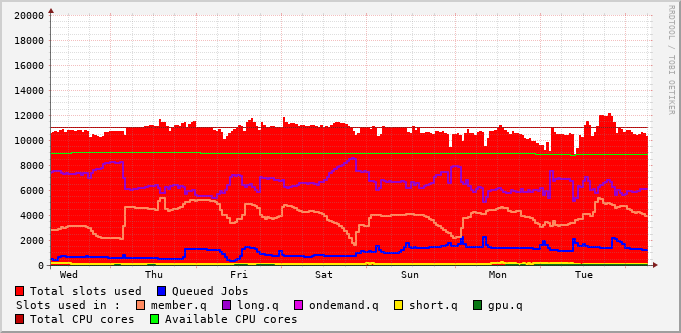 20000
18000
16000
14000
12000
10000
8000
6000
4000
2000
0
Wed Thu Fri Sat Sun Mon Tue
RRDTOOL / TOBI OETIKER
Total slots used Queued Jobs
Slots used in : member.q long.q ondemand.q short.q gpu.q
Total CPU cores Available CPU cores